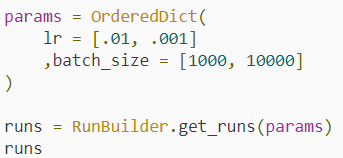 params = OrderedDict(
    lr = [.01, .001]
    ,batch_size = [1000, 10000]
)

runs = RunBuilder.get_runs(params)
runs